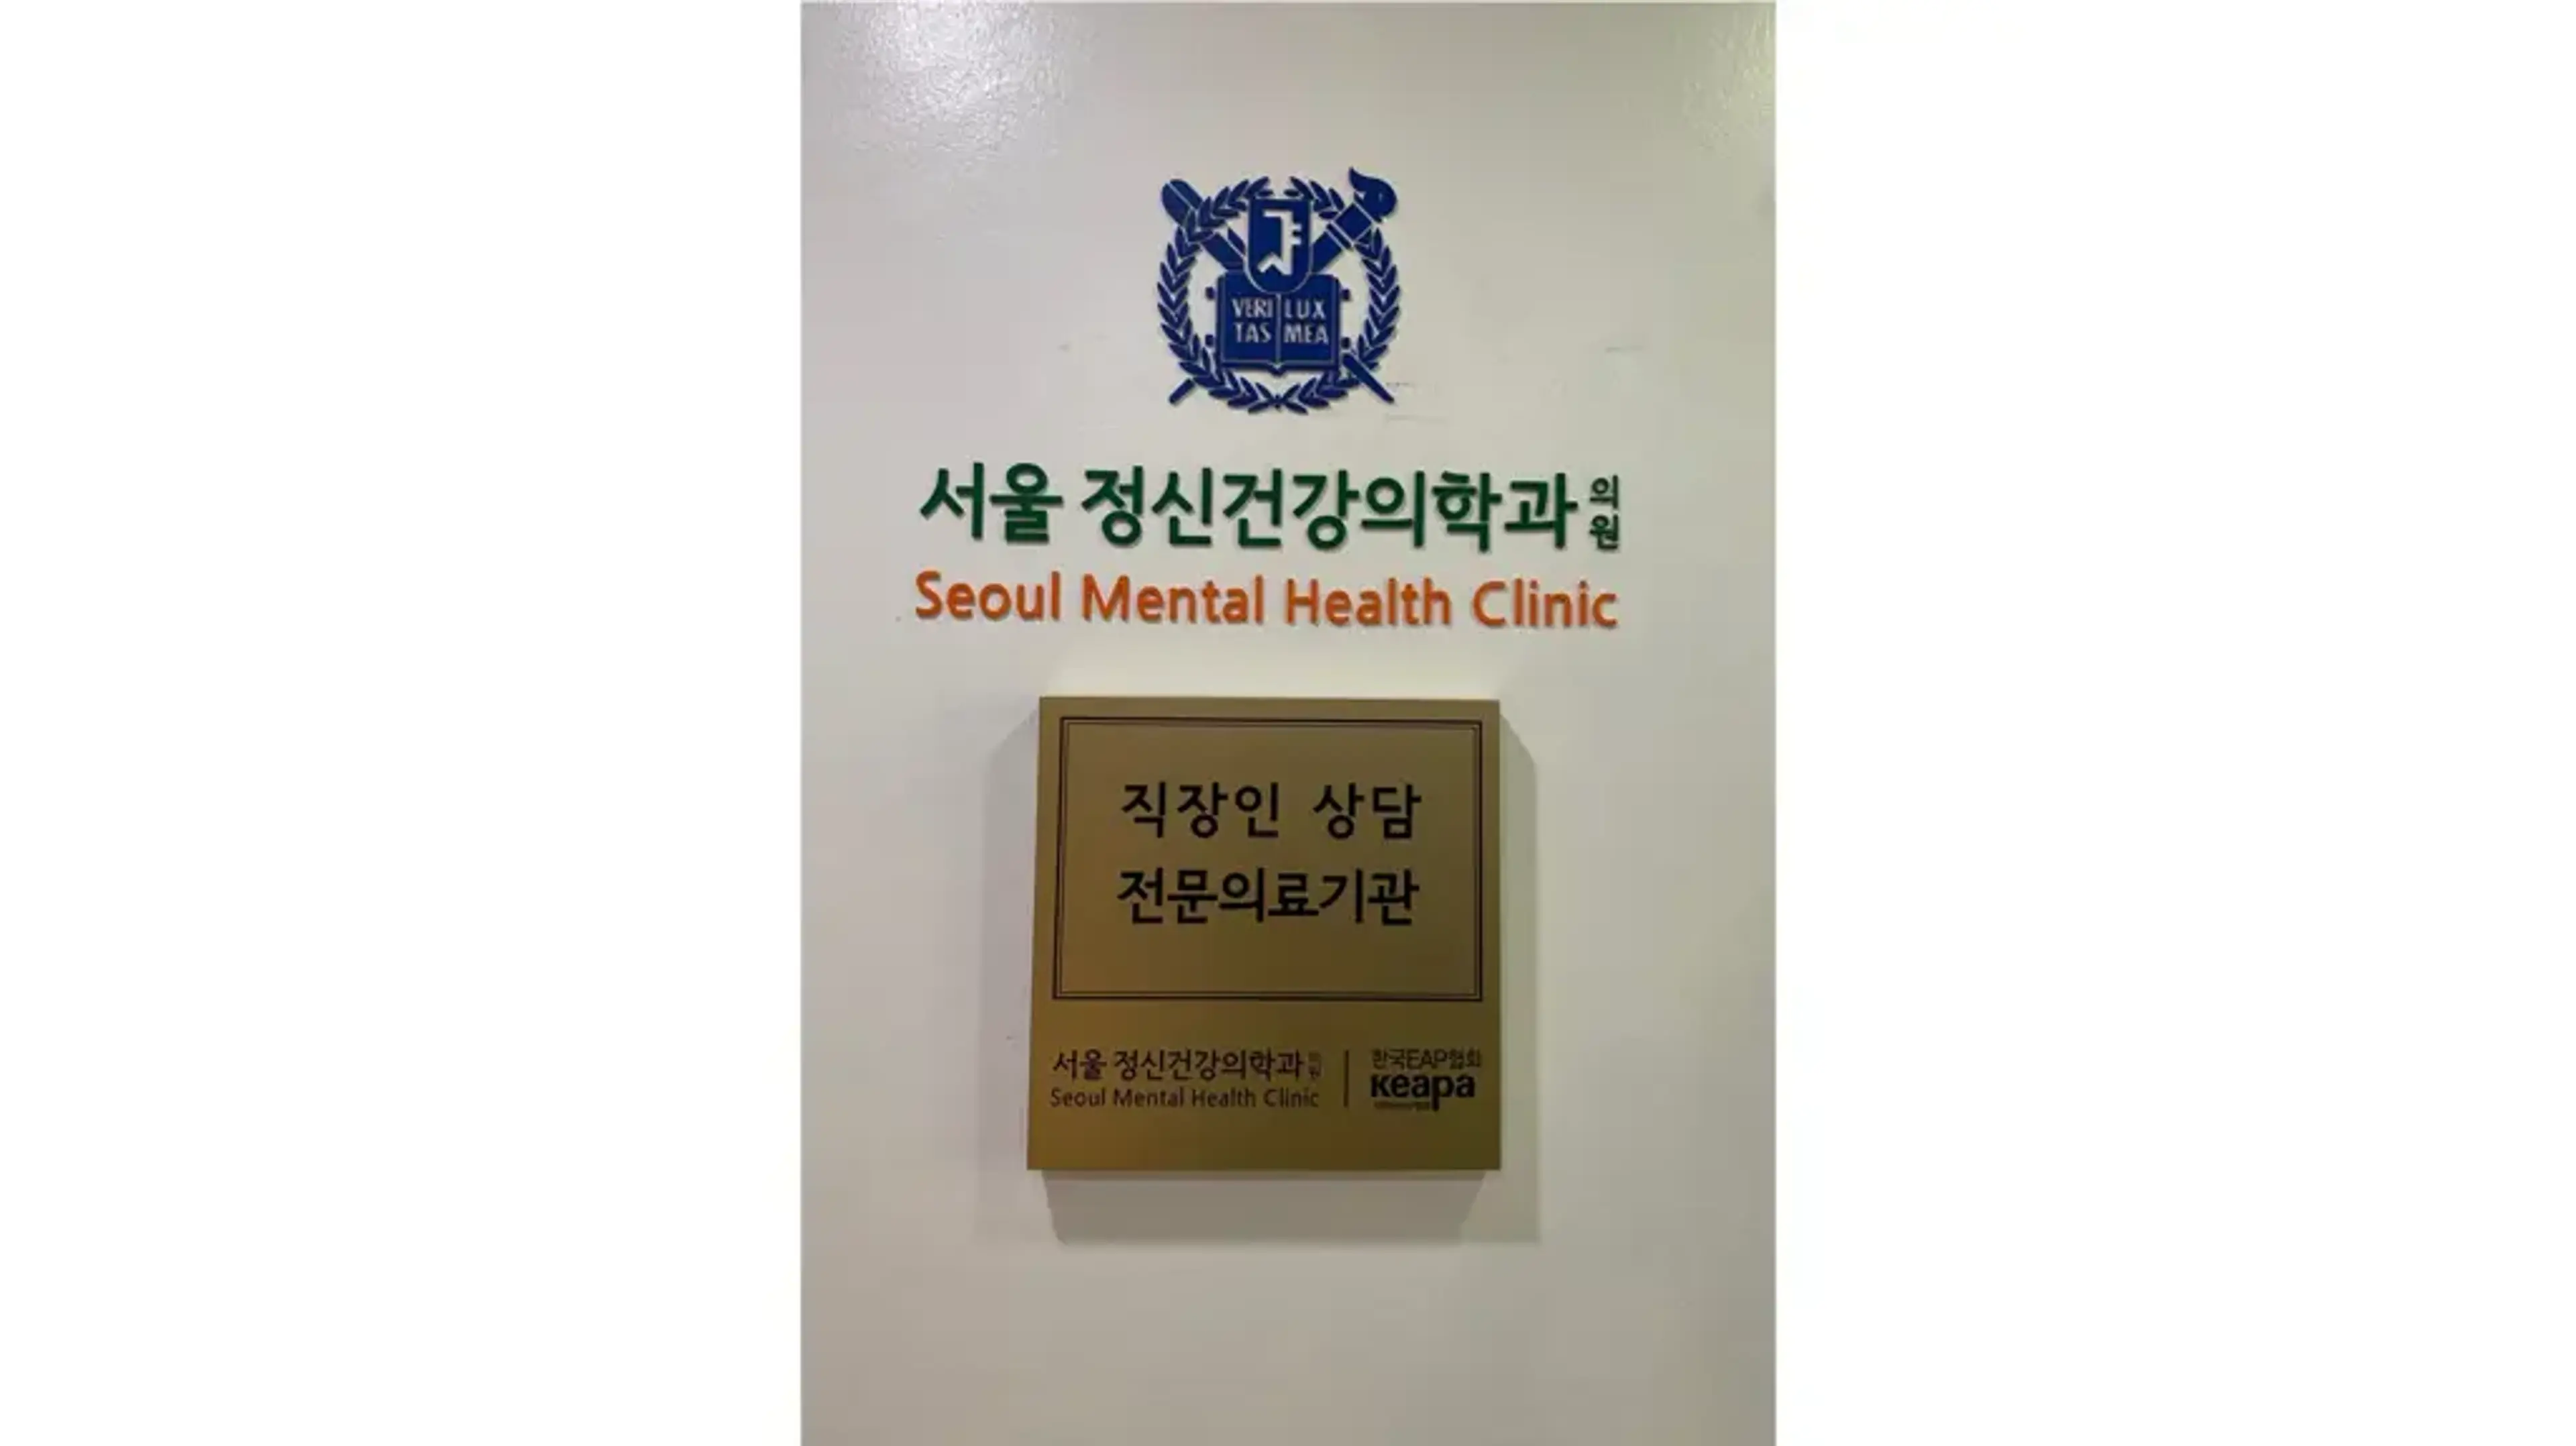 VERI LUX
TAS MEA
서울 정신건강의학과 의원
Seoul Mental Health Clinic
직장인 상담
전문의료기관
서울 정신건강의학과 의원
Seoul Mental Health Clinic
한국EAP협회
keapa